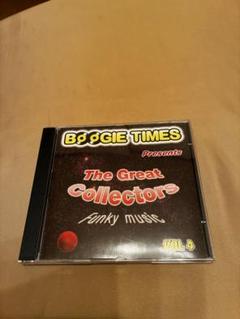 BOOGIE TIMES
Presents
The Great
Collectors
Funky music
VOL 4